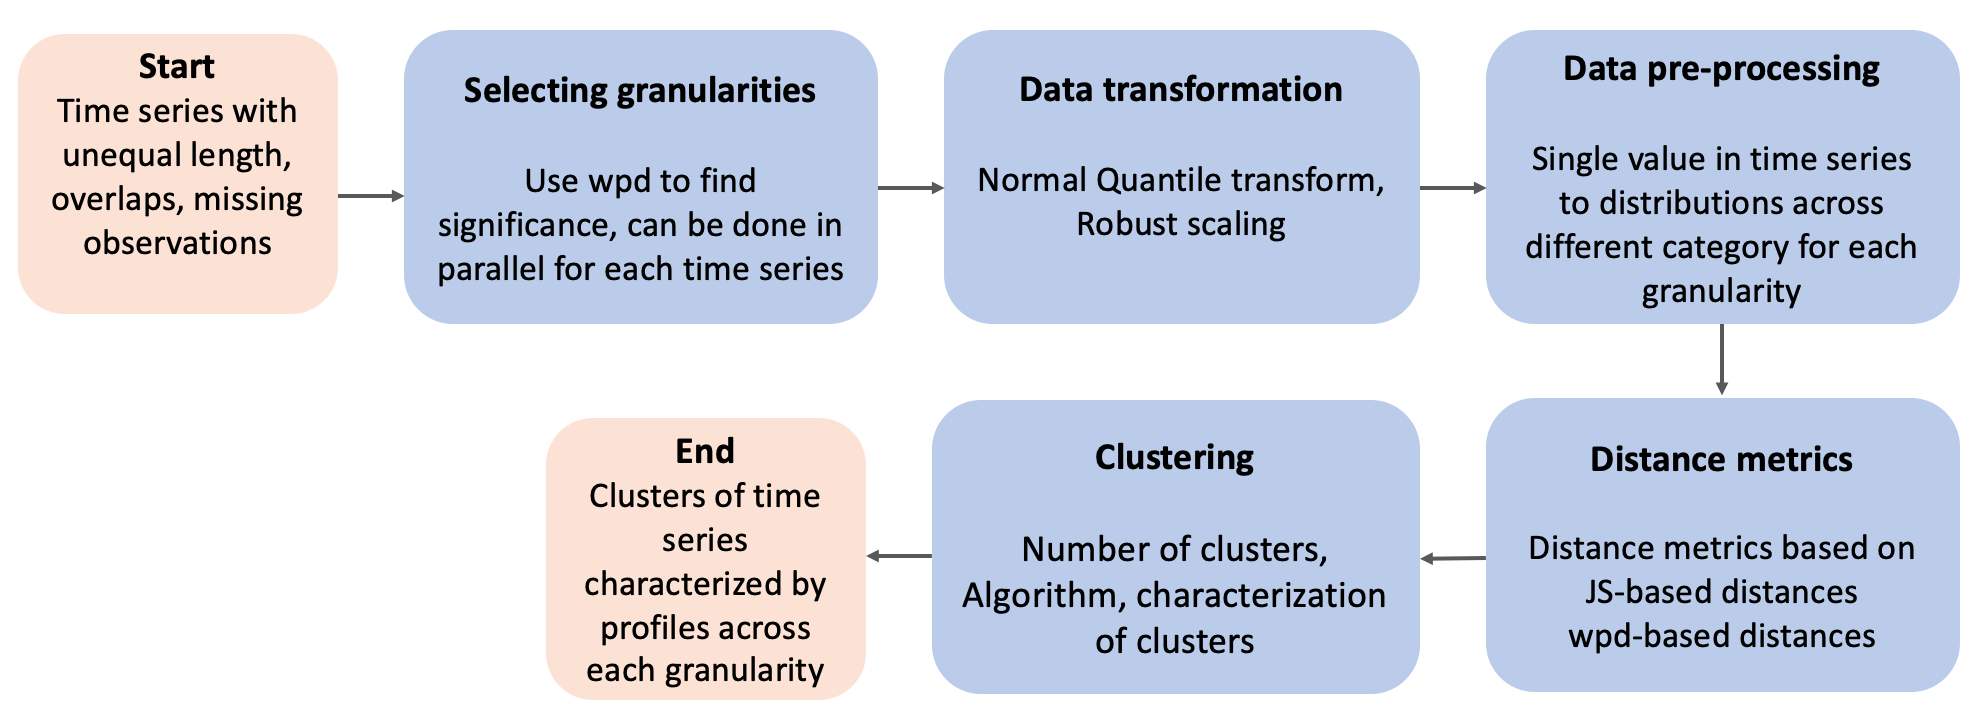 Start
Time series with
unequal length,
overlaps, missing
observations
Selecting granularities
Use wpd to find
significance, can be done in
parallel for each time series
Data transformation
Normal Quantile transform,
Robust scaling
Data pre-processing
Single value in time series
to distributions across
different category for each
granularity
Distance metrics
Distance metrics based on
JS-based distances
wpd-based distances
Clustering
Number of clusters,
Algorithm, characterization
of clusters
End
Clusters of time
series
characterized by
profiles across
each granularity